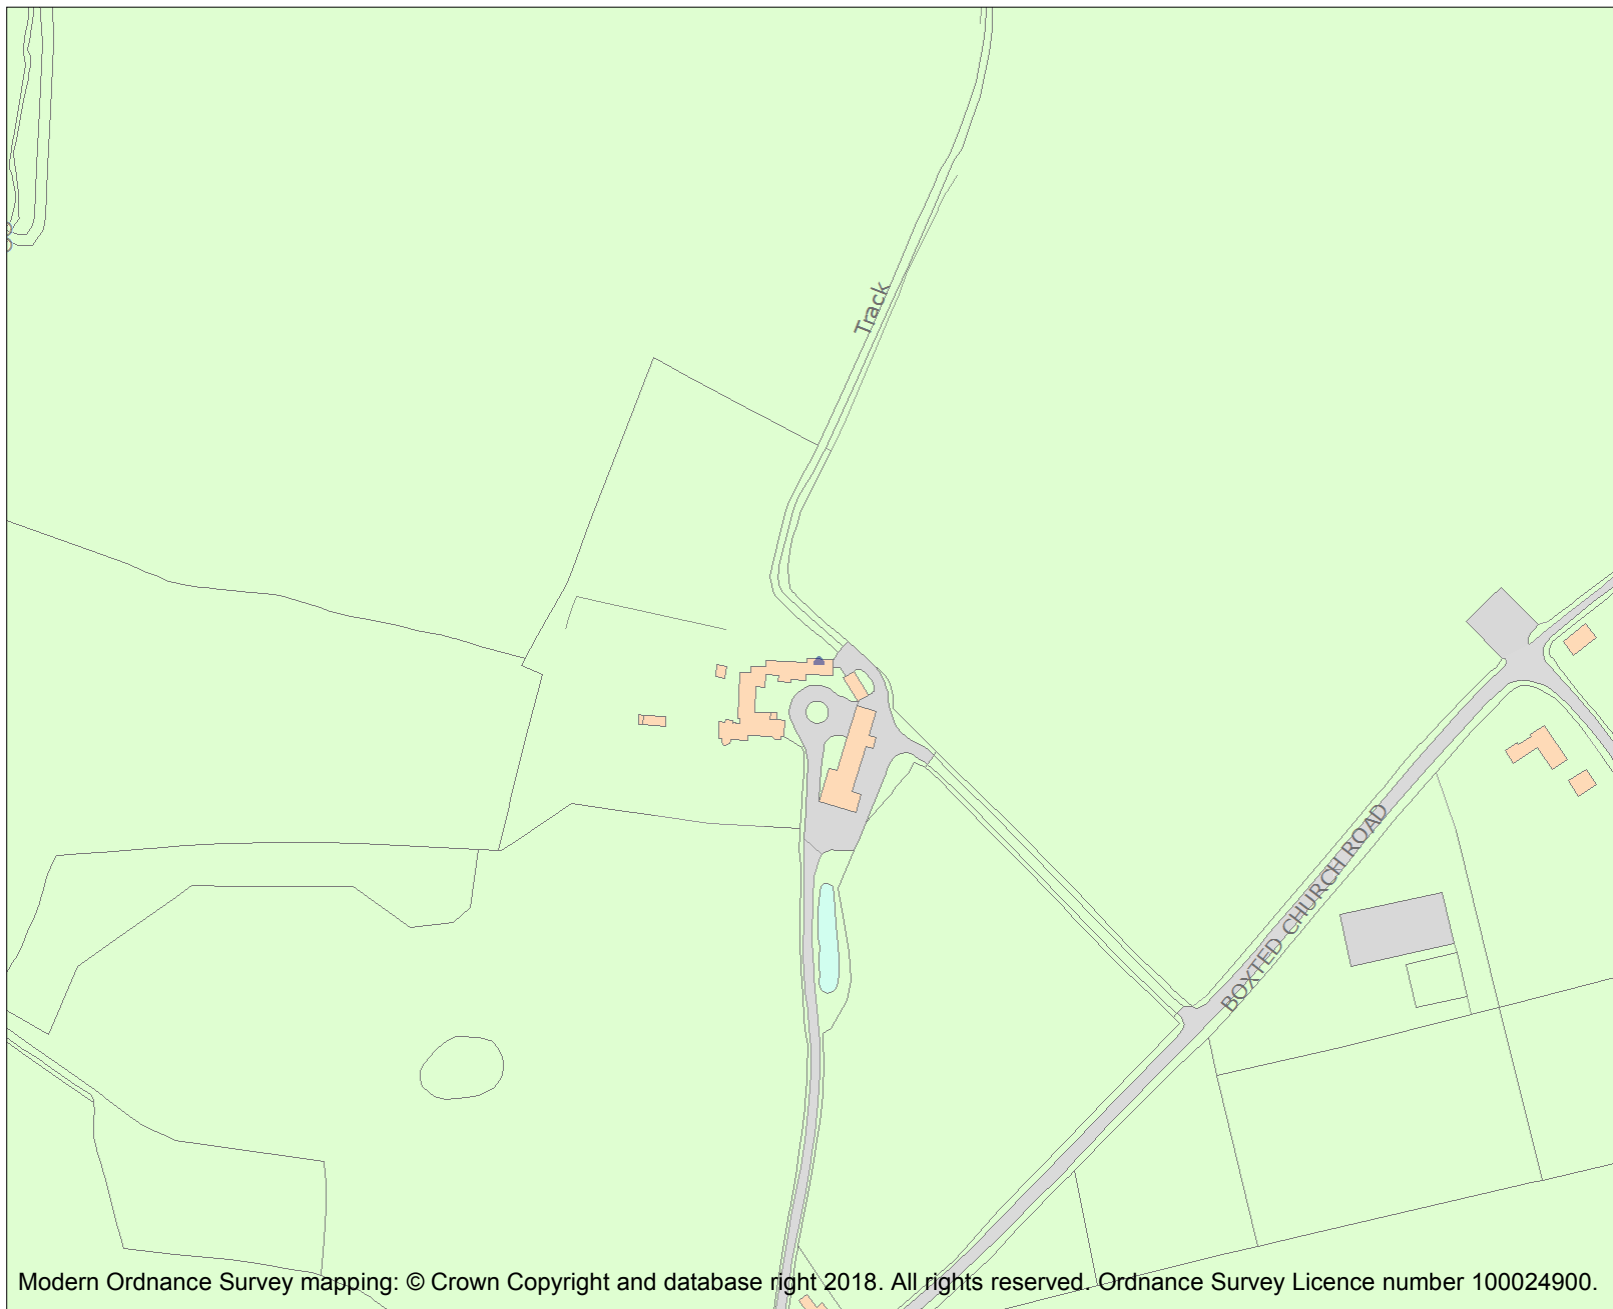 Track
BOXTED CHURCH ROAD
Modern Ordnance Survey mapping: © Crown Copyright and database right 2018. All rights reserved. Ordnance Survey Licence number 100024900.